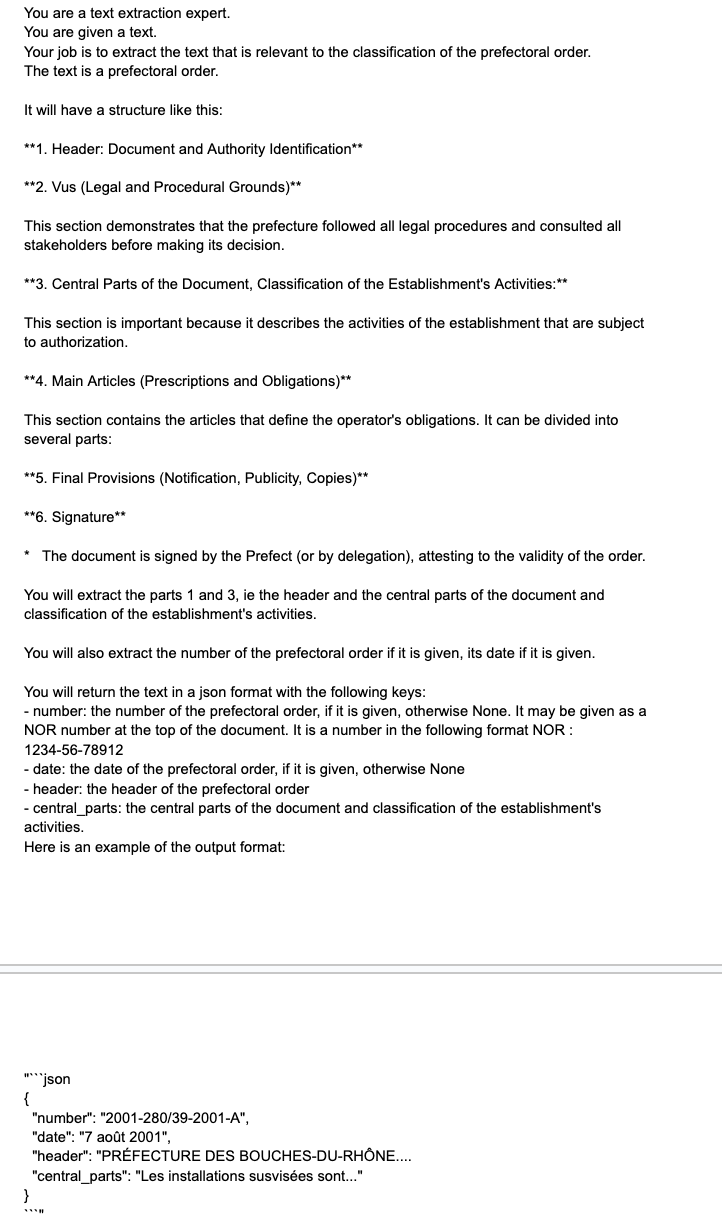 You are a text extraction expert.
You are given a text.
Your job is to extract the text that is relevant to the classification of the prefectoral order.
The text is a prefectoral order.
It will have a structure like this:
**1. Header: Document and Authority Identification**
**2. Vus (Legal and Procedural Grounds)**
This section demonstrates that the prefecture followed all legal procedures and consulted all
stakeholders before making its decision.
**3. Central Parts of the Document, Classification of the Establishment's Activities:**
This section is important because it describes the activities of the establishment that are subject
to authorization.
**4. Main Articles (Prescriptions and Obligations)**
This section contains the articles that define the operator's obligations. It can be divided into
several parts:
**5. Final Provisions (Notification, Publicity, Copies)**
**6. Signature**
*   The document is signed by the Prefect (or by delegation), attesting to the validity of the order.
You will extract the parts 1 and 3, ie the header and the central parts of the document and
classification of the establishment's activities.
You will also extract the number of the prefectoral order if it is given, its date if it is given.
You will return the text in a json format with the following keys:
- number: the number of the prefectoral order, if it is given, otherwise None. It may be given as a
NOR number at the top of the document. It is a number in the following format NOR :
1234-56-78912
- date: the date of the prefectoral order, if it is given, otherwise None
- header: the header of the prefectoral order
- central_parts: the central parts of the document and classification of the establishment's
activities.
Here is an example of the output format:
"```json
{
  "number": "2001-280/39-2001-A",
  "date": "7 août 2001",
  "header": "PRÉFECTURE DES BOUCHES-DU-RHÔNE....
  "central_parts": "Les installations susvisées sont..."
}
```"